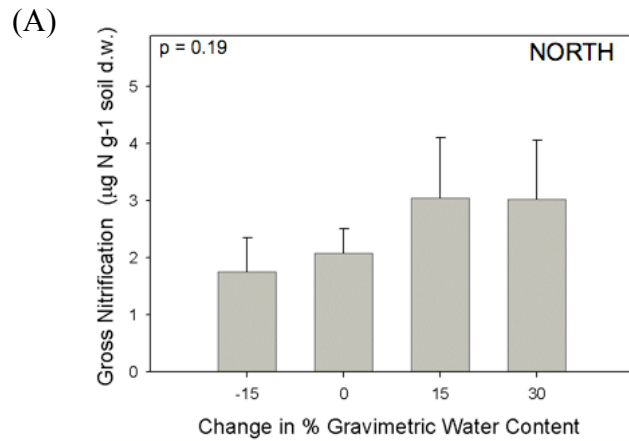 (A)
p = 0.19
NORTH
Gross Nitrification (μg N g-1 soil d.w.)
5
4
3
2
1
0
-15 0 15 30
Change in % Gravimetric Water Content